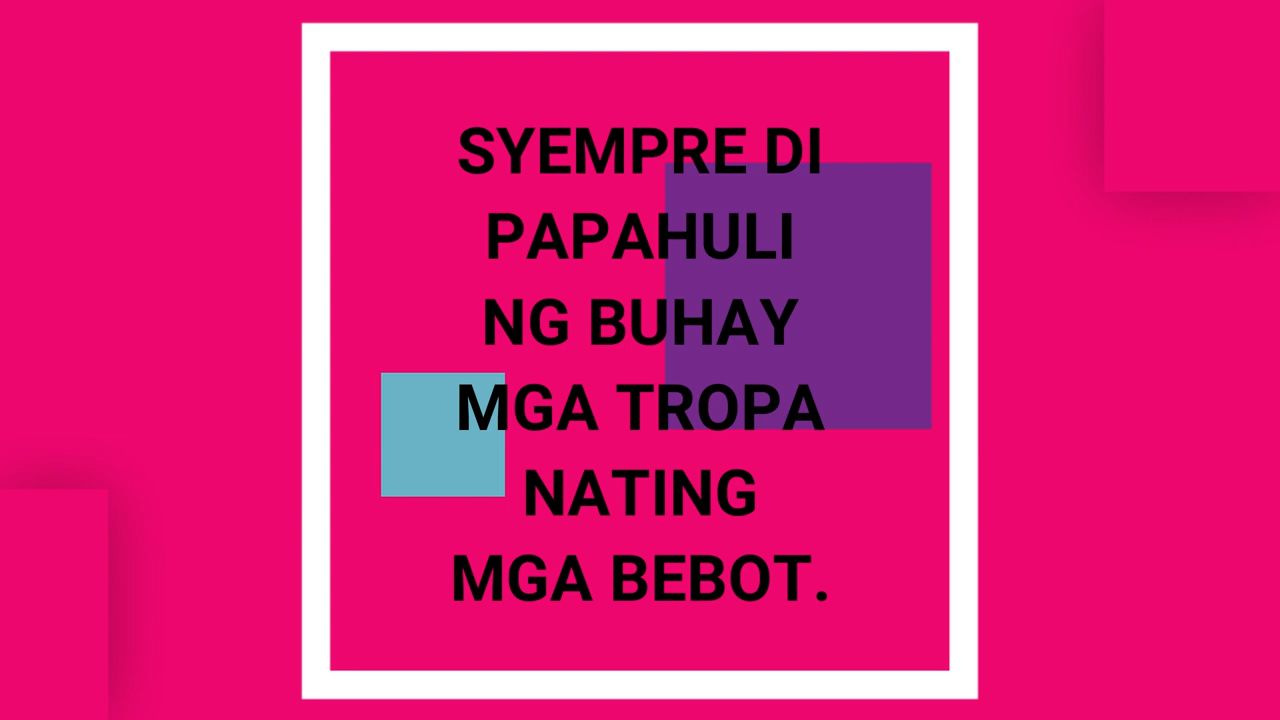 SYEMPRE DI
PAPAHULI
NG BUHAY
MGA TROPA
NATING
MGA BEBOT.